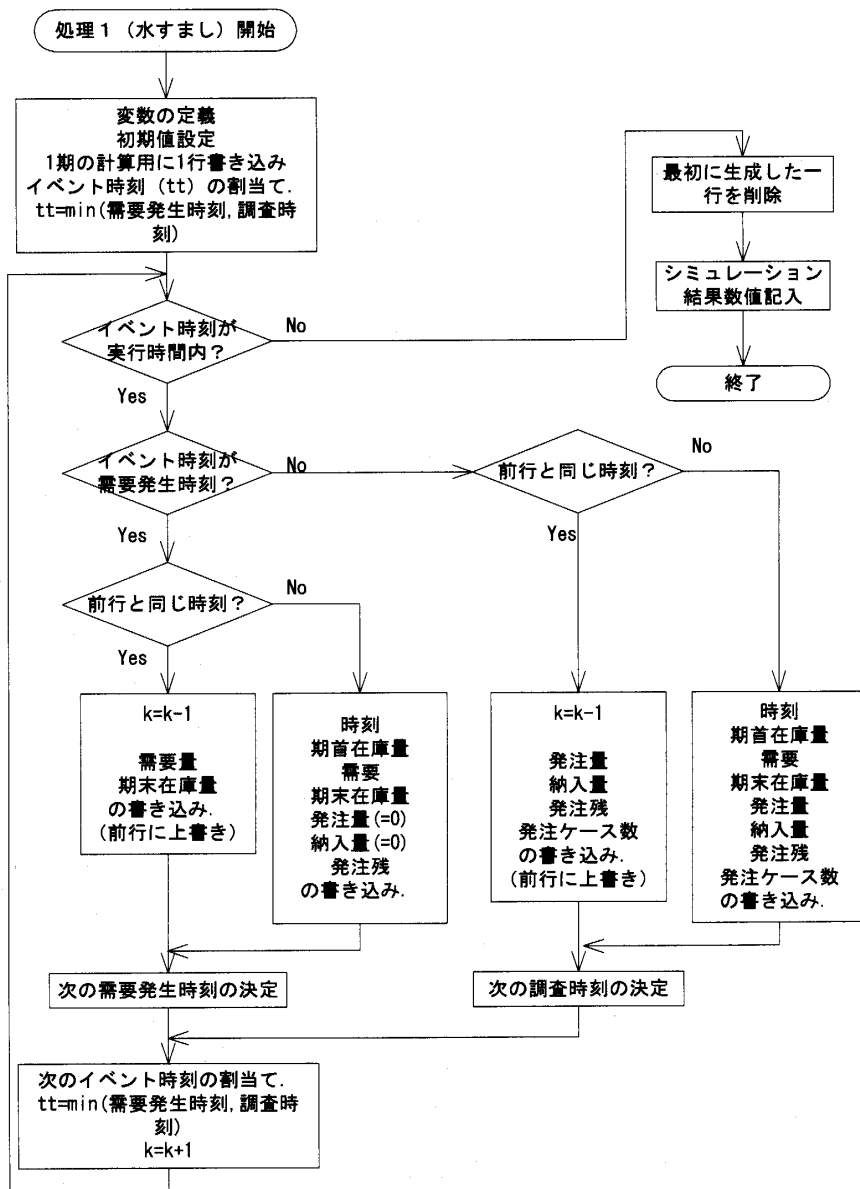 処理1（水すまし）開始
変数の定義
初期値設定
1期の計算用に1行書き込み
イベント時刻（tt）の割当て.
tt=min(需要発生時刻,調査時
刻)
最初に生成した一
行を削除
シミュレーション
結果数値記入
終了
イベント時刻が
実行時間内？
No
Yes
イベント時刻が
需要発生時刻？
No
Yes
前行と同じ時刻？
No
Yes
前行と同じ時刻？
No
Yes
k=k-1
需要量
期末在庫量
の書き込み.
(前行に上書き)
時刻
期首在庫量
需要
期末在庫量
発注量(=0)
納入量(=0)
発注残
の書き込み.
k=k-1
発注量
納入量
発注残
発注ケース数
の書き込み.
(前行に上書き)
時刻
期首在庫量
需要
期末在庫量
発注量
納入量
発注残
発注ケース数
の書き込み.
次の需要発生時刻の決定
次の調査時刻の決定
次のイベント時刻の割当て.
tt=min(需要発生時刻,調査時
刻)
k=k+1